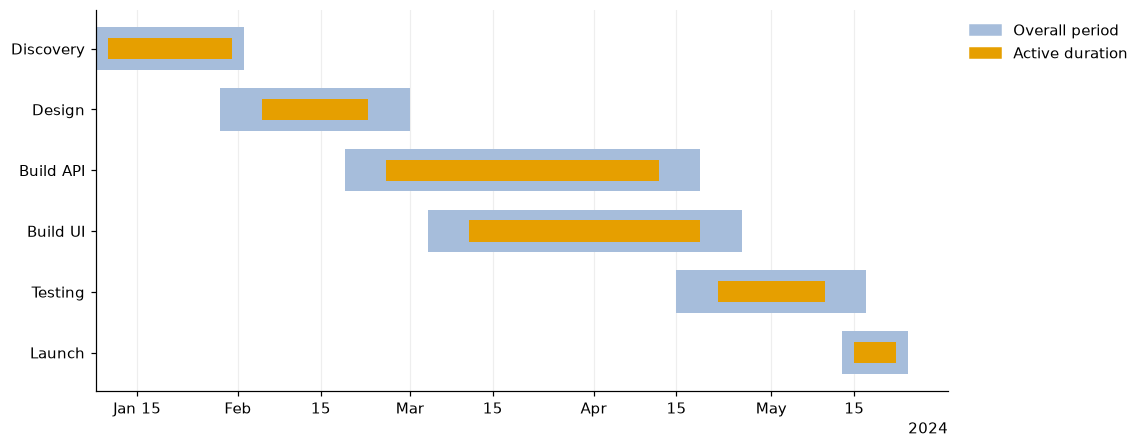 Discovery
Design
Build API
Build UI
Testing
Launch
Jan 15 Feb 15 Mar 15 Apr 15 May 15
2024
Overall period
Active duration